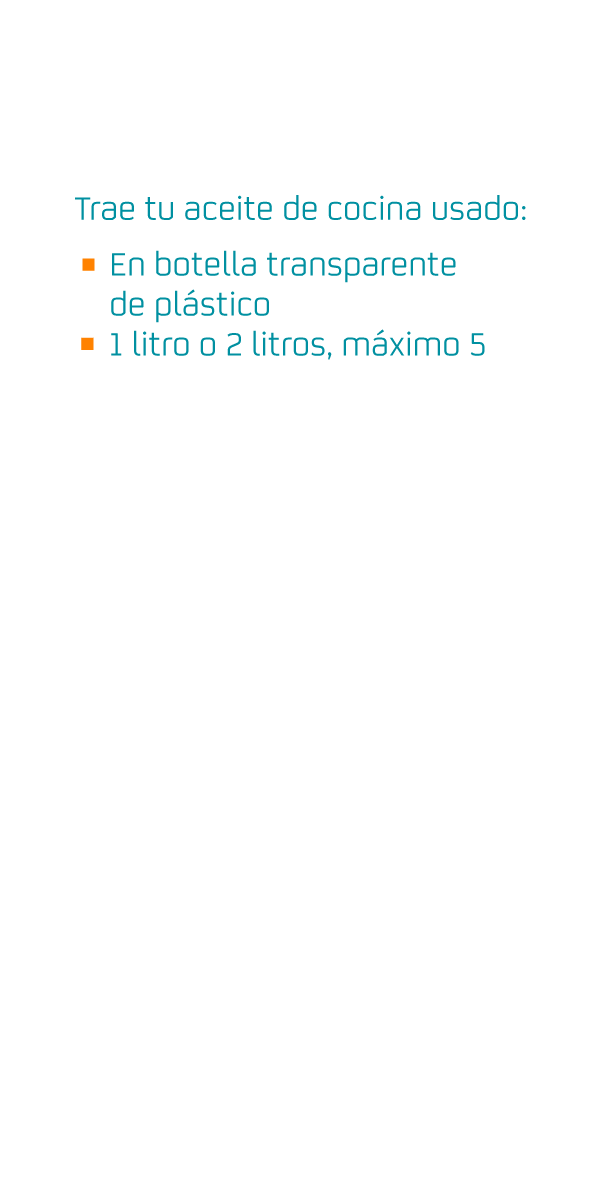 Trae tu aceite de cocina usado:
En botella transparente
de plástico
1 litro o 2 litros, máximo 5